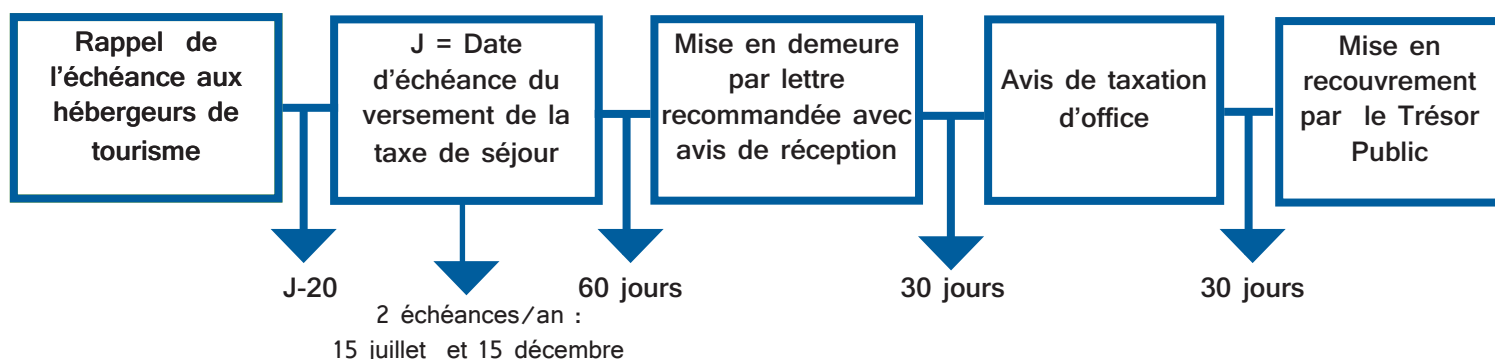 Rappel de
l'échéance aux
hébergeurs de
tourisme
J = Date
d'échéance du
versement de la
taxe de séjour
Mise en demeure
par lettre
recommandée avec
avis de réception
Avis de taxation
d'office
Mise en
recouvrement
par le Trésor
Public
J-20
2 échéances/an :
15 juillet et 15 décembre
60 jours
30 jours
30 jours